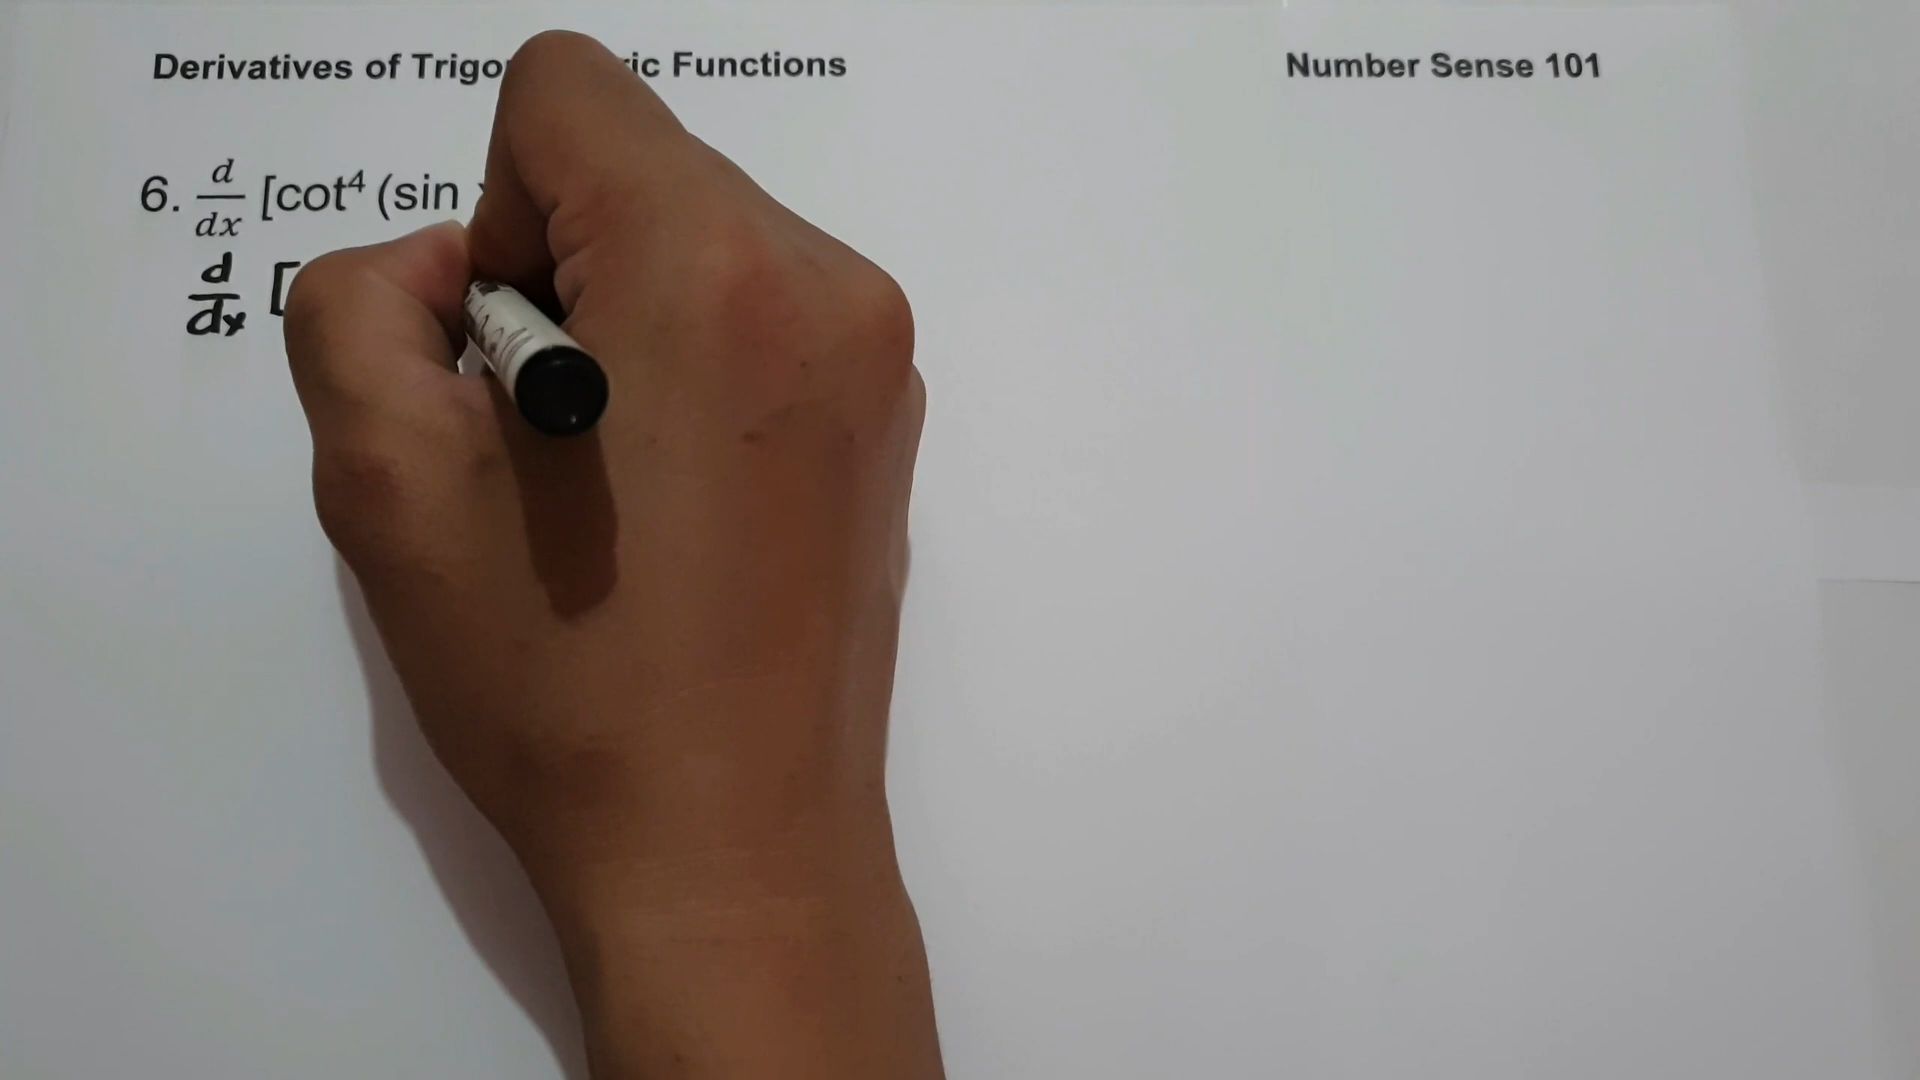 Derivatives of Trigo ic Functions
Number Sense 101
6. d/dx [cot⁴ (sin
d/dx [